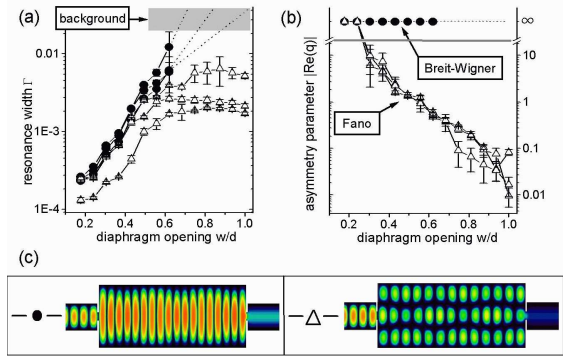 (a)
background
0.01
1E-3
1E-4
resonance width Γ
0.2 0.4 0.6 0.8 1.0
diaphragm opening w/d
(b)
∞
Breit-Wigner
Fano
10
1
0.1
0.01
asymmetry parameter |Re(q)|
0.2 0.4 0.6 0.8 1.0
diaphragm opening w/d
(c)